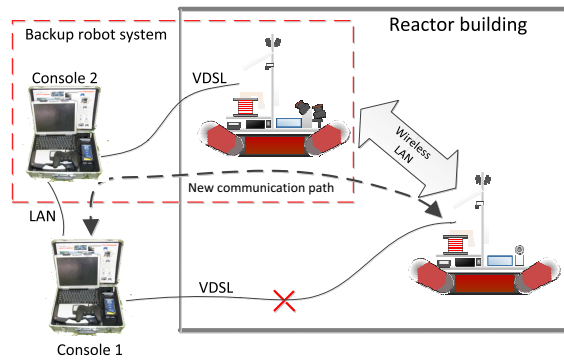 Reactor building
Backup robot system
Console 2
VDSL
Wireless
LAN
New communication path
LAN
VDSL
Console 1